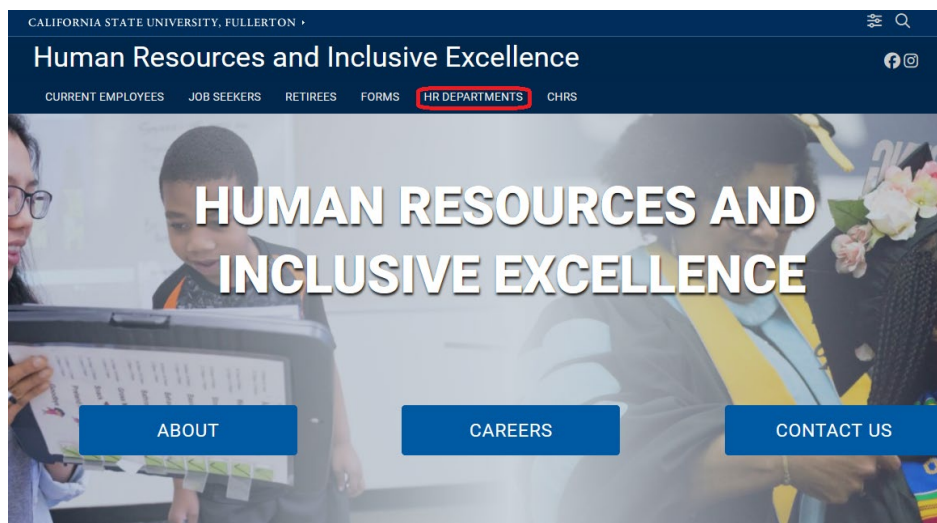 CALIFORNIA STATE UNIVERSITY, FULLERTON
Human Resources and Inclusive Excellence
CURRENT EMPLOYEES JOB SEEKERS RETIREES FORMS HR DEPARTMENTS CHRS
HUMAN RESOURCES AND
INCLUSIVE EXCELLENCE
ABOUT CAREERS CONTACT US